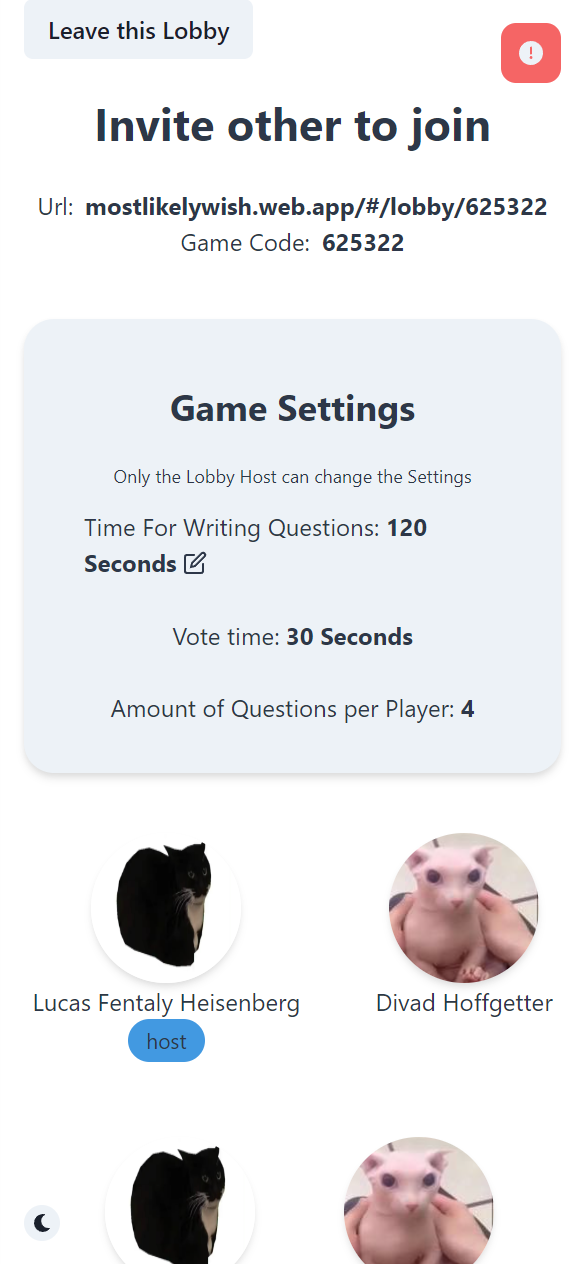 Leave this Lobby
Invite other to join
Url: mostlikelywish.web.app/#/lobby/625322
Game Code: 625322
Game Settings
Only the Lobby Host can change the Settings
Time For Writing Questions: 120
Seconds
Vote time: 30 Seconds
Amount of Questions per Player: 4
Lucas Fentaly Heisenberg
Divad Hoffgetter
host